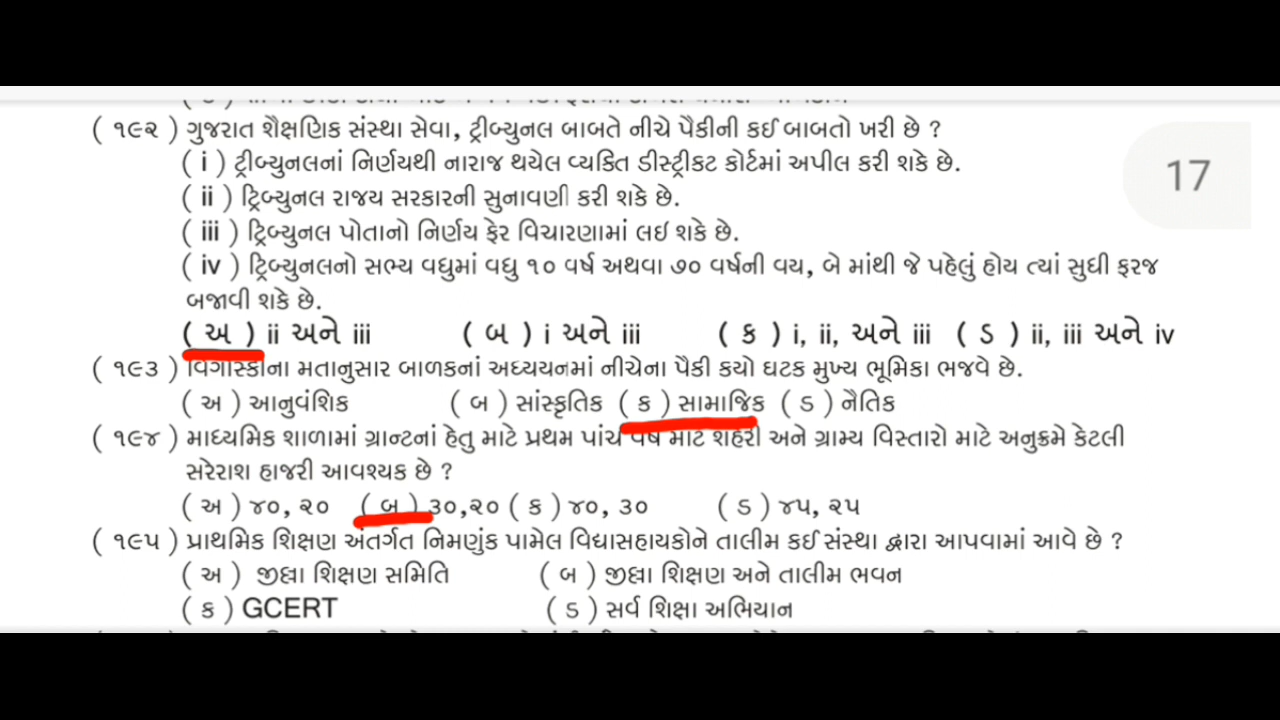 ( ૧૯૨ ) ગુજરાત શૈક્ષણિક સંસ્થા સેવા, ટ્રીબ્યુનલ બાબતે નીચે પૈકીની કઈ બાબતો ખરી છે ?
17
( i ) ટ્રીબ્યુનલનાં નિર્ણયથી નારાજ થયેલ વ્યકિત ડીસ્ટ્રીકટ કોર્ટમાં અપીલ કરી શકે છે.
( ii ) ટ્રિબ્યુનલ રાજય સરકારની સુનાવણી કરી શકે છે.
( iii ) ટ્રિબ્યુનલ પોતાનો નિર્ણય ફેર વિચારણામાં લઇ શકે છે.
( iv ) ટ્રિબ્યુનલનો સભ્ય વધુમાં વધુ ૧૦ વર્ષ અથવા ૭૦ વર્ષની વય, બે માંથી જે પહેલું હોય ત્યાં સુધી ફરજ
બજાવી શકે છે.
( અ ) ii અને iii ( બ ) i અને iii ( ક ) i, ii, અને iii ( ડ ) ii, iii અને iv
( ૧૯૩ ) વિગાસ્કીના મતાનુસાર બાળકનાં અધ્યયનમાં નીચેના પૈકી કયો ઘટક મુખ્ય ભૂમિકા ભજવે છે.
( અ ) આનુવંશિક ( બ ) સાંસ્કૃતિક ( ક ) સામાજિક ( ડ ) નૈતિક
( ૧૯૪ ) માધ્યમિક શાળામાં ગ્રાન્ટનાં હેતુ માટે પ્રથમ પાંચ વર્ષ માટે શહેરી અને ગ્રામ્ય વિસ્તારો માટે અનુક્રમે કેટલી
સરેરાશ હાજરી આવશ્યક છે ?
( અ ) ૪૦, ૨૦ ( બ ) ૩૦,૨૦ ( ક ) ૪૦, ૩૦ ( ડ ) ૪૫, ૨૫
( ૧૯૫ ) પ્રાથમિક શિક્ષણ અંતર્ગત નિમણુંક પામેલ વિદ્યાસહાયકોને તાલીમ કઈ સંસ્થા દ્વારા આપવામાં આવે છે ?
( અ ) જીલ્લા શિક્ષણ સમિતિ ( બ ) જીલ્લા શિક્ષણ અને તાલીમ ભવન
( ક ) GCERT ( ડ ) સર્વ શિક્ષા અભિયાન